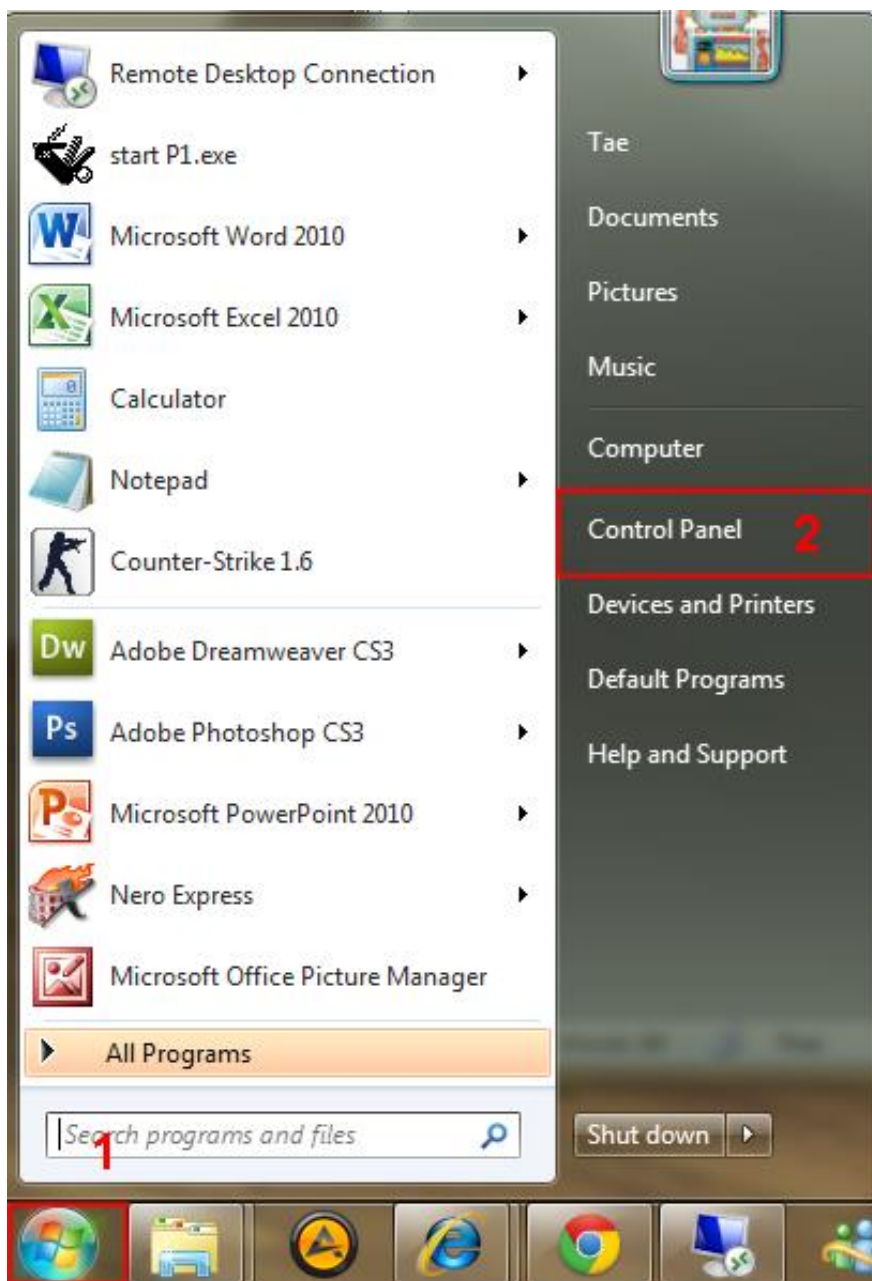 Remote Desktop Connection
start P1.exe
Microsoft Word 2010
Microsoft Excel 2010
Calculator
Notepad
Counter-Strike 1.6
Dw Adobe Dreamweaver CS3
Ps Adobe Photoshop CS3
Microsoft PowerPoint 2010
Nero Express
Microsoft Office Picture Manager
All Programs
Search programs and files
1
Tae
Documents
Pictures
Music
Computer
Control Panel 2
Devices and Printers
Default Programs
Help and Support
Shut down